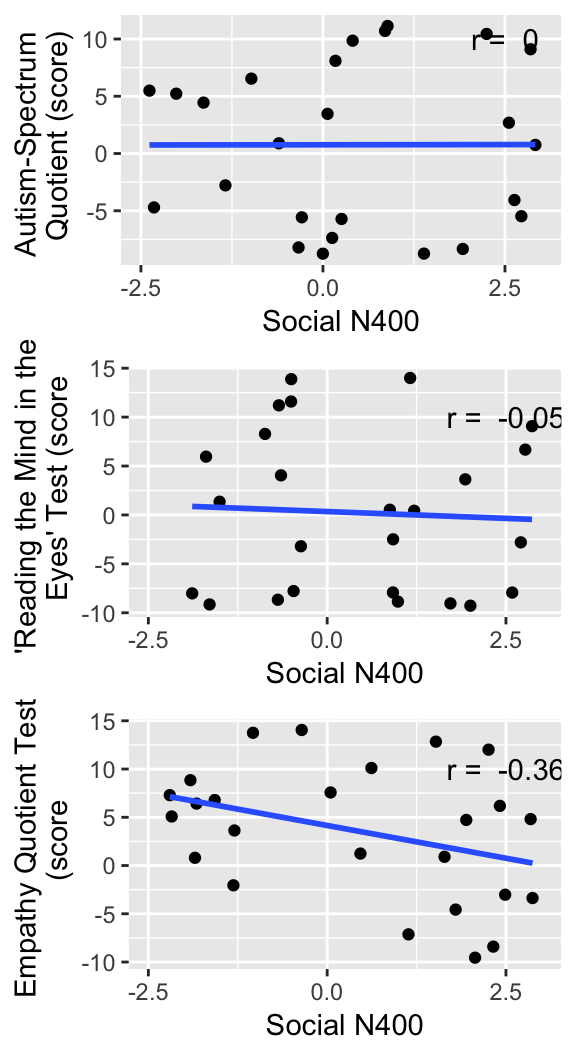 Autism-Spectrum
Quotient (score)
10
5
0
-5
r =  0
-2.5 0.0 2.5
Social N400
'Reading the Mind in the
Eyes' Test (score
15
10
5
0
-5
-10
r =  -0.05
-2.5 0.0 2.5
Social N400
Empathy Quotient Test
(score
15
10
5
0
-5
-10
r =  -0.36
-2.5 0.0 2.5
Social N400